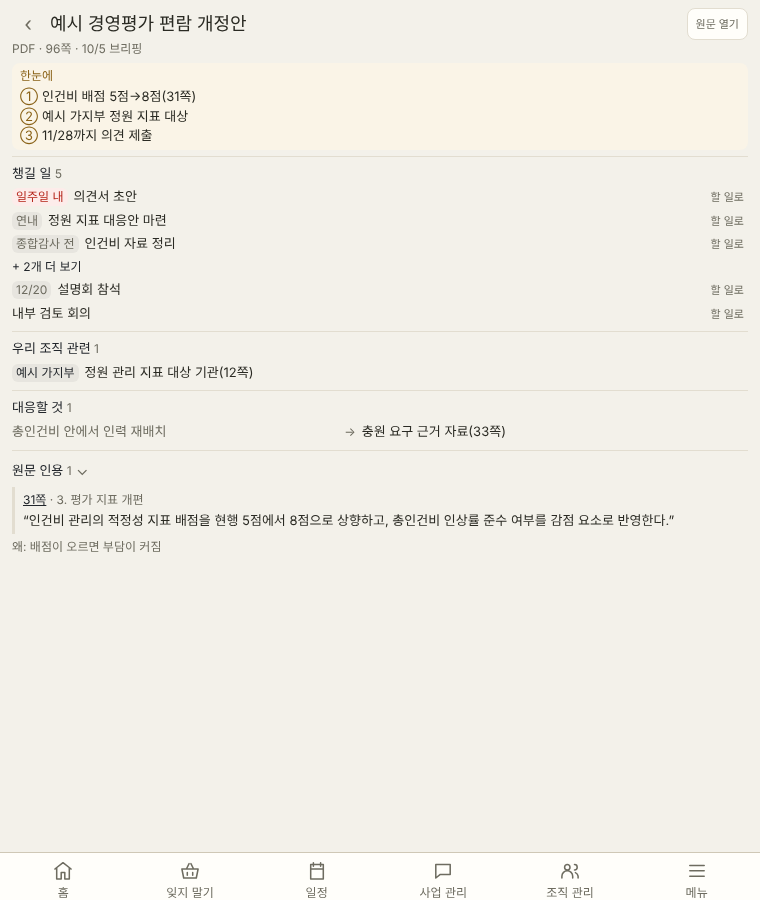 예시 경영평가 편람 개정안
원문 열기
PDF · 96쪽 · 10/5 브리핑
한눈에
① 인건비 배점 5점→8점(31쪽)
② 예시 가지부 정원 지표 대상
③ 11/28까지 의견 제출
챙길 일 5
일주일 내 의견서 초안 할 일로
연내 정원 지표 대응안 마련 할 일로
종합감사 전 인건비 자료 정리 할 일로
+ 2개 더 보기
12/20 설명회 참석 할 일로
내부 검토 회의 할 일로
우리 조직 관련 1
예시 가지부 정원 관리 지표 대상 기관(12쪽)
대응할 것 1
총인건비 안에서 인력 재배치 → 충원 요구 근거 자료(33쪽)
원문 인용 1
31쪽 · 3. 평가 지표 개편
“인건비 관리의 적정성 지표 배점을 현행 5점에서 8점으로 상향하고, 총인건비 인상률 준수 여부를 감점 요소로 반영한다.”
왜: 배점이 오르면 부담이 커짐
홈 잊지 말기 일정 사업 관리 조직 관리 메뉴